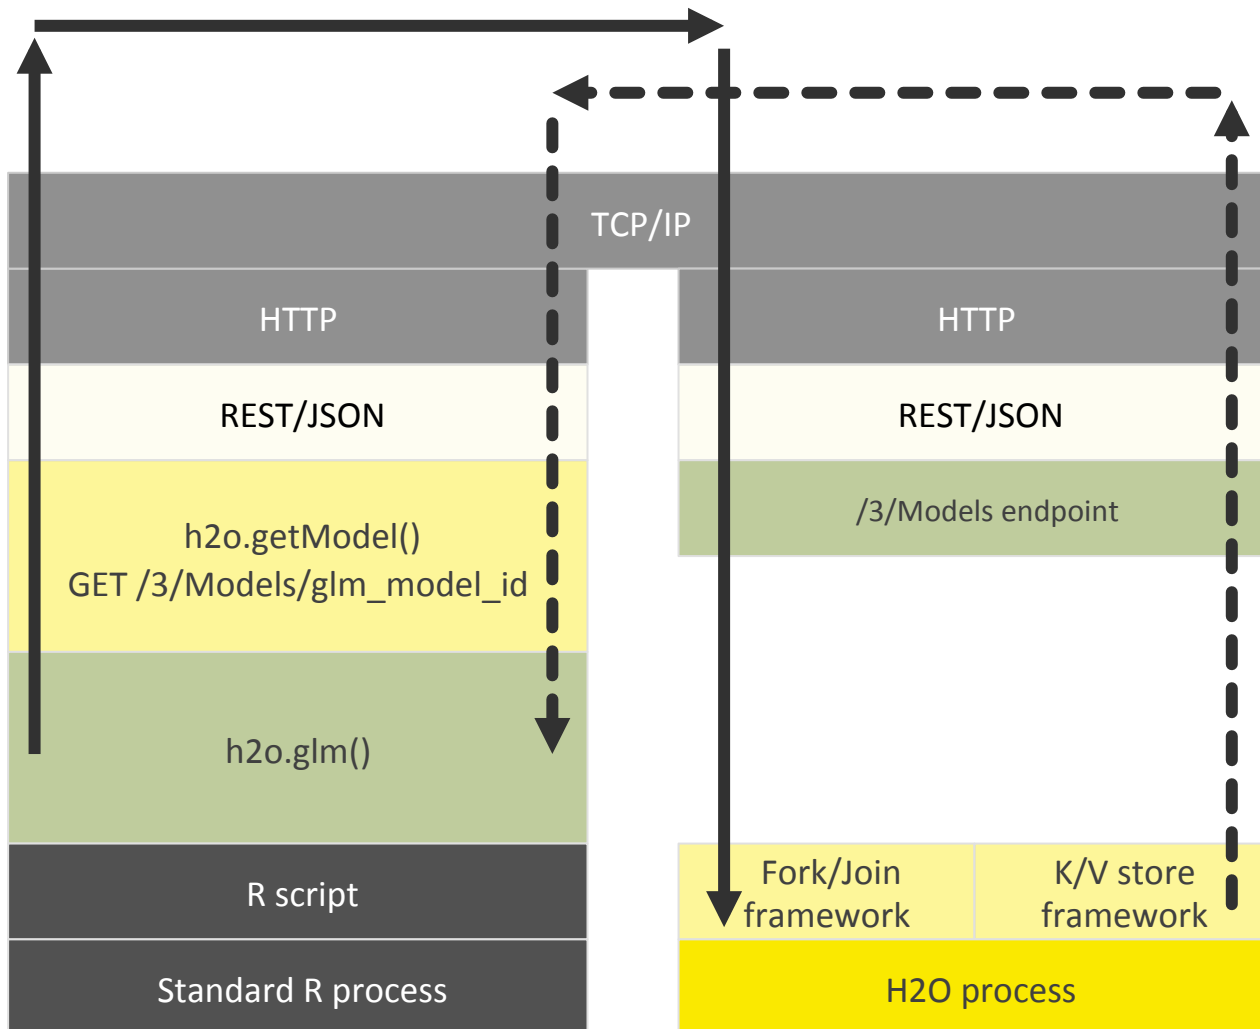 TCP/IP
HTTP
HTTP
REST/JSON
REST/JSON
h2o.getModel()
GET /3/Models/glm_model_id
/3/Models endpoint
h2o.glm()
R script
Fork/Join
framework
K/V store
framework
Standard R process
H2O process